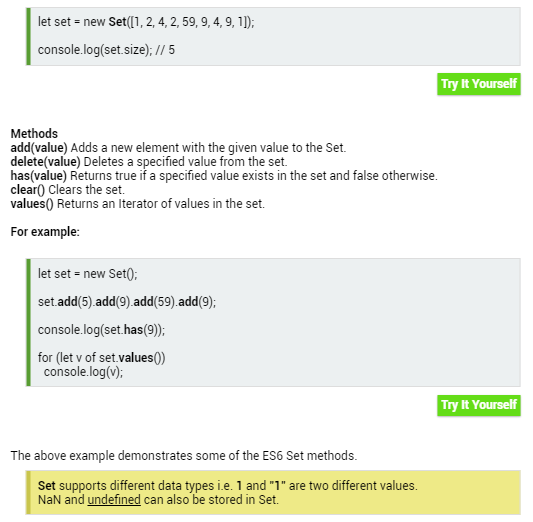 let set = new Set([1, 2, 4, 2, 59, 9, 4, 9, 1]);
console.log(set.size); // 5
Try It Yourself
Methods
add(value) Adds a new element with the given value to the Set.
delete(value) Deletes a specified value from the set.
has(value) Returns true if a specified value exists in the set and false otherwise.
clear() Clears the set.
values() Returns an Iterator of values in the set.
For example:
let set = new Set();
set.add(5).add(9).add(59).add(9);
console.log(set.has(9));
for (let v of set.values())
console.log(v);
Try It Yourself
The above example demonstrates some of the ES6 Set methods.
Set supports different data types i.e. 1 and "1" are two different values.
NaN and undefined can also be stored in Set.